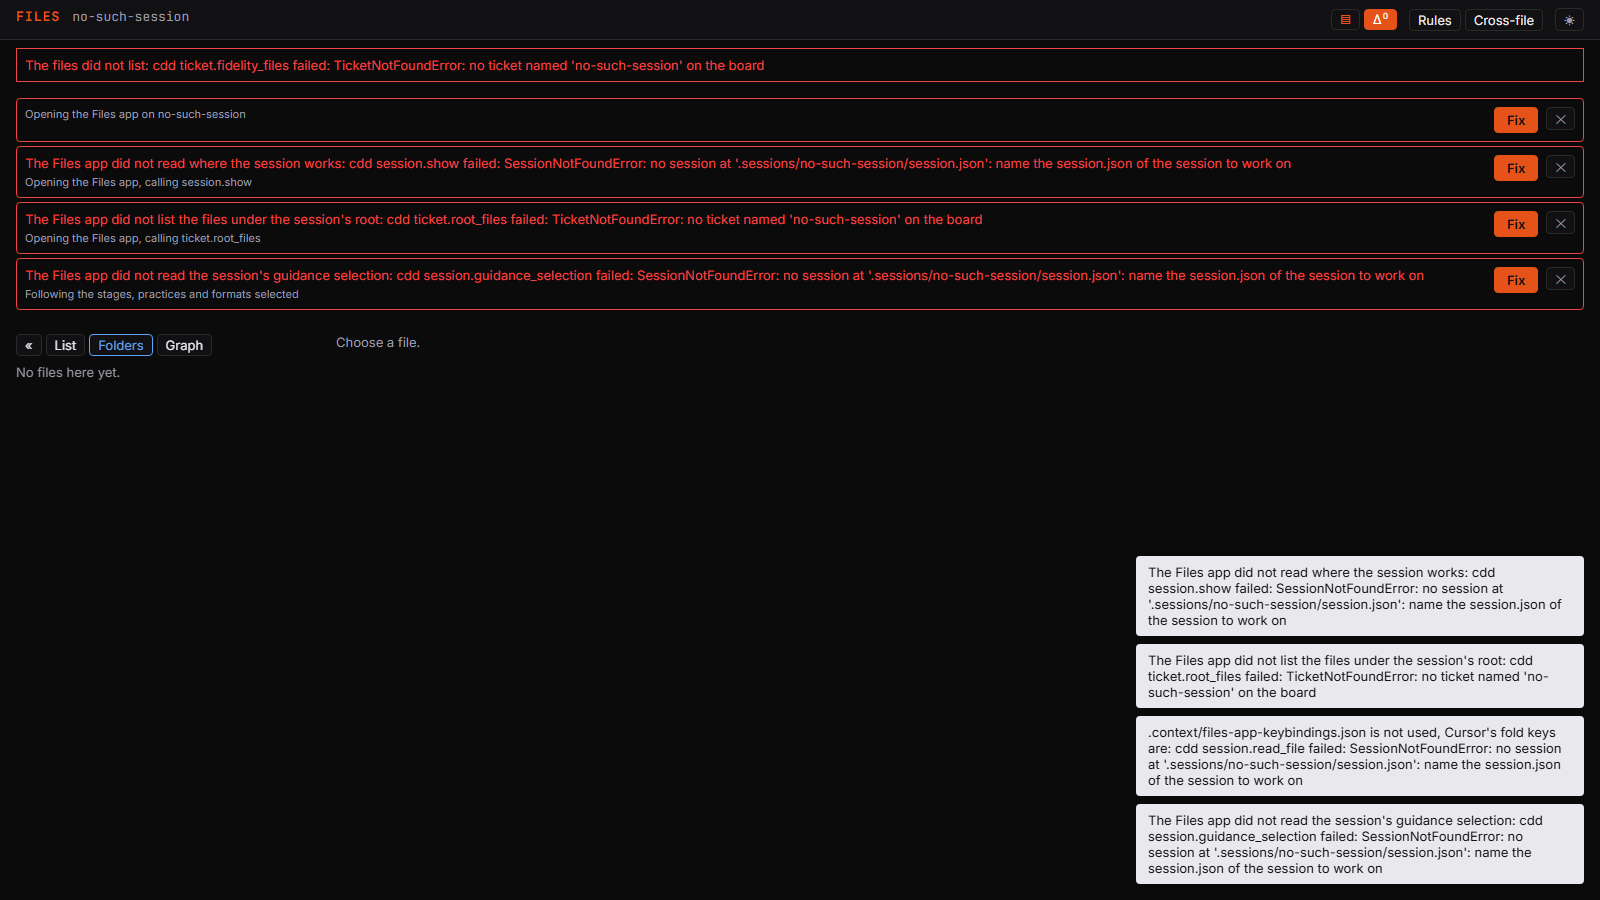 FILES no-such-session
Δ0 Rules Cross-file
The files did not list: cdd ticket.fidelity_files failed: TicketNotFoundError: no ticket named 'no-such-session' on the board
Opening the Files app on no-such-session
Fix
The Files app did not read where the session works: cdd session.show failed: SessionNotFoundError: no session at '.sessions/no-such-session/session.json': name the session.json of the session to work on
Opening the Files app, calling session.show
Fix
The Files app did not list the files under the session's root: cdd ticket.root_files failed: TicketNotFoundError: no ticket named 'no-such-session' on the board
Opening the Files app, calling ticket.root_files
Fix
The Files app did not read the session's guidance selection: cdd session.guidance_selection failed: SessionNotFoundError: no session at '.sessions/no-such-session/session.json': name the session.json of the session to work on
Following the stages, practices and formats selected
Fix
« List Folders Graph
Choose a file.
No files here yet.
The Files app did not read where the session works: cdd
session.show failed: SessionNotFoundError: no session at
'.sessions/no-such-session/session.json': name the session.json of
the session to work on
The Files app did not list the files under the session's root: cdd
ticket.root_files failed: TicketNotFoundError: no ticket named 'no-
such-session' on the board
.context/files-app-keybindings.json is not used, Cursor's fold keys
are: cdd session.read_file failed: SessionNotFoundError: no session
at '.sessions/no-such-session/session.json': name the session.json
of the session to work on
The Files app did not read the session's guidance selection: cdd
session.guidance_selection failed: SessionNotFoundError: no
session at '.sessions/no-such-session/session.json': name the
session.json of the session to work on